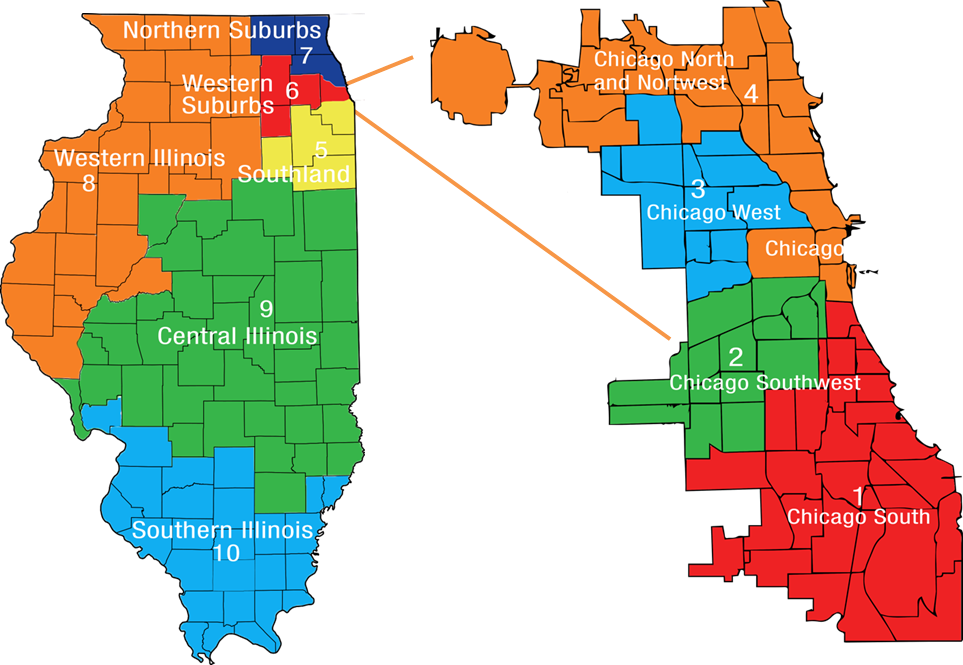 Northern Suburbs
7
Western
Suburbs
6
5
Southland
Western Illinois
8
9
Central Illinois
Southern Illinois
10
Chicago North
and Nortwest
4
3
Chicago West
Chicago
2
Chicago Southwest
1
Chicago South